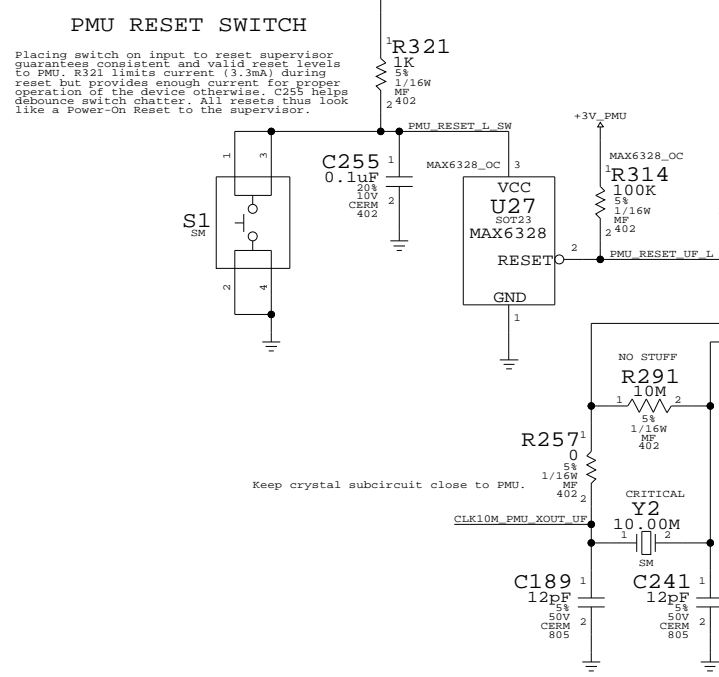 PMU RESET SWITCH
Placing switch on input to reset supervisor
guarantees consistent and valid reset levels
to PMU. R321 limits current (3.3mA) during
reset but provides enough current for proper
operation of the device otherwise. C255 helps
debounce switch chatter. All resets thus look
like a Power-On Reset to the supervisor.
1
R321
1K
5%
1/16W
MF
402
2
PMU_RESET_L_SW
1
3
S1
SM
2
4
C255
0.1uF
20%
10V
CERM
402
1
2
MAX6328_OC
3
VCC
U27
SOT23
MAX6328
RESET
2
GND
1
+3V_PMU
MAX6328_OC
1
R314
100K
5%
1/16W
MF
402
2
PMU_RESET_UF_L
NO STUFF
R291
10M
1
2
5%
1/16W
MF
402
R257
1
0
5%
1/16W
MF
402
2
Keep crystal subcircuit close to PMU.
CLK10M_PMU_XOUT_UF
CRITICAL
Y2
10.00M
1
2
SM
C189
12pF
5%
50V
CERM
805
1
2
C241
12pF
5%
50V
CERM
805
1
2